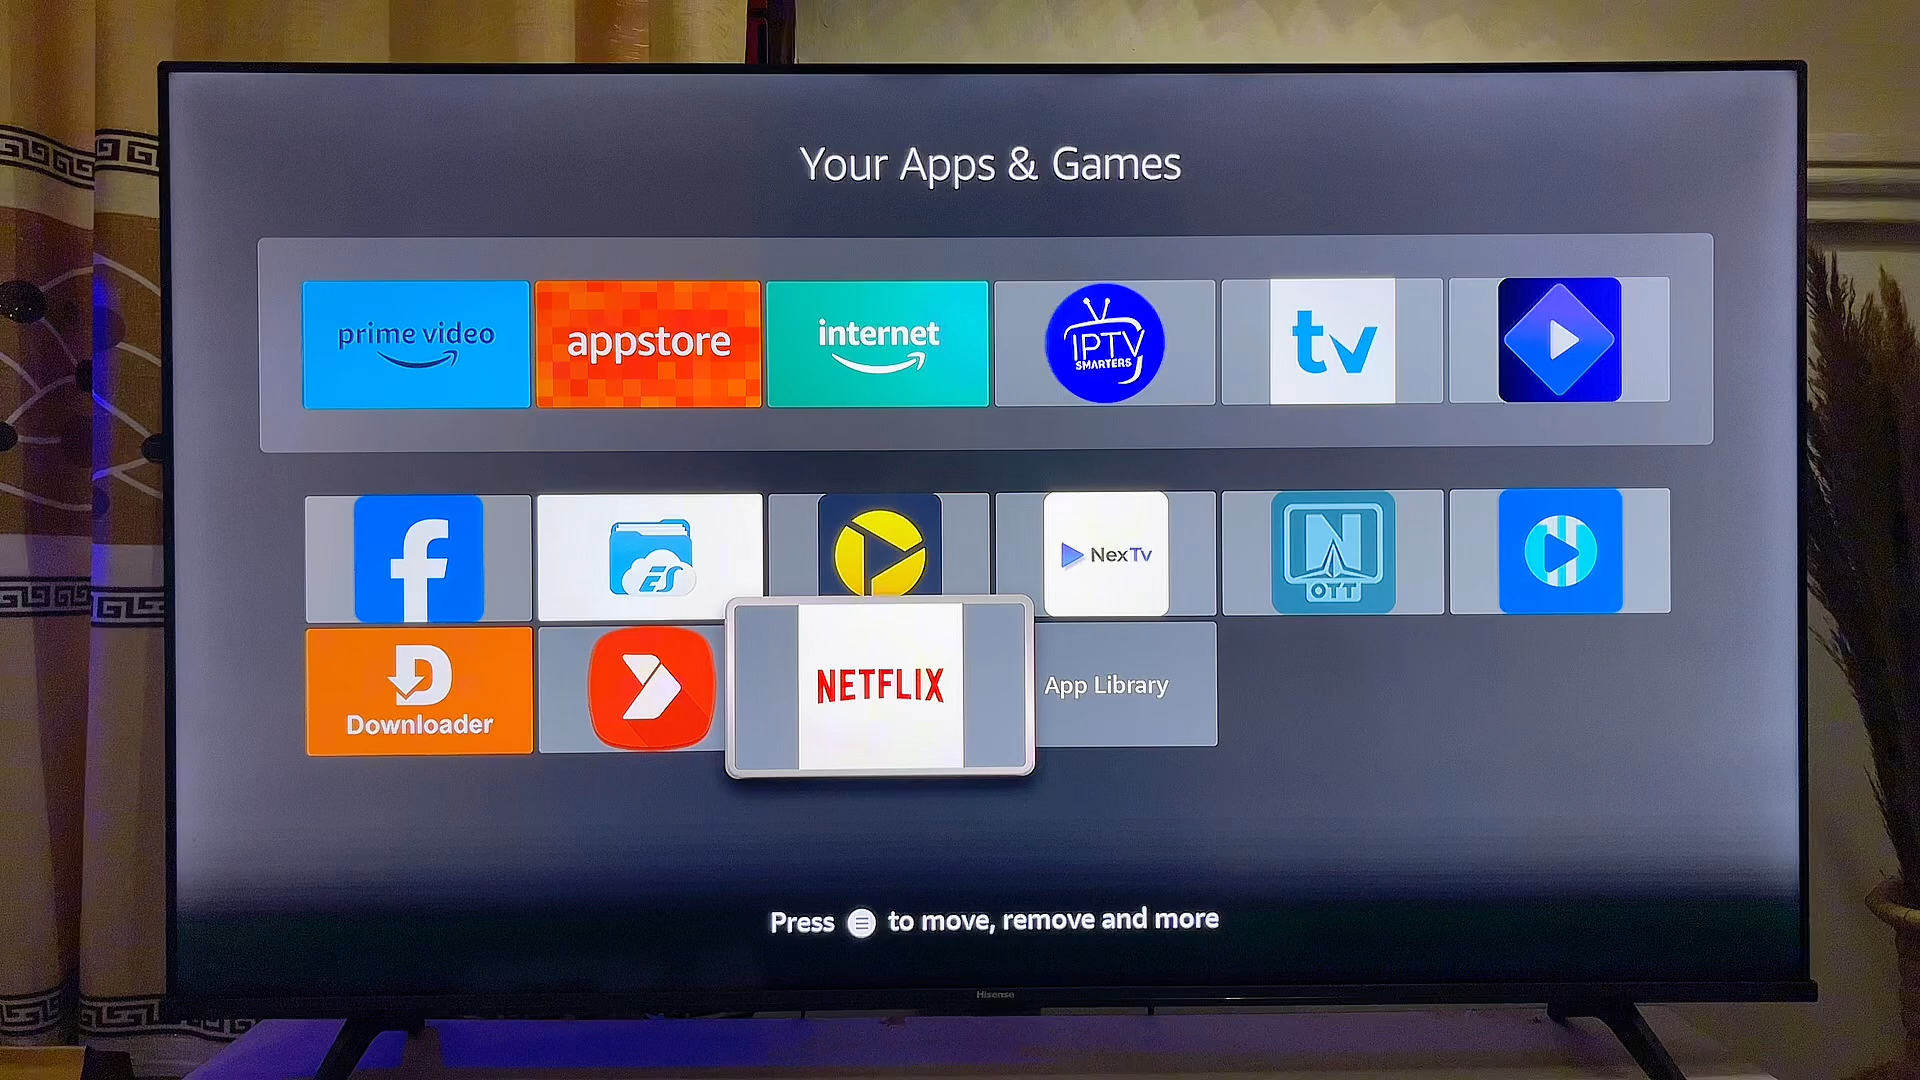 Your Apps & Games
prime video
appstore
internet
IPTV
SMARTERS
tv
f
ES
NexTv
N
OTT
D
Downloader
NETFLIX
App Library
Press to move, remove and more
Hisense